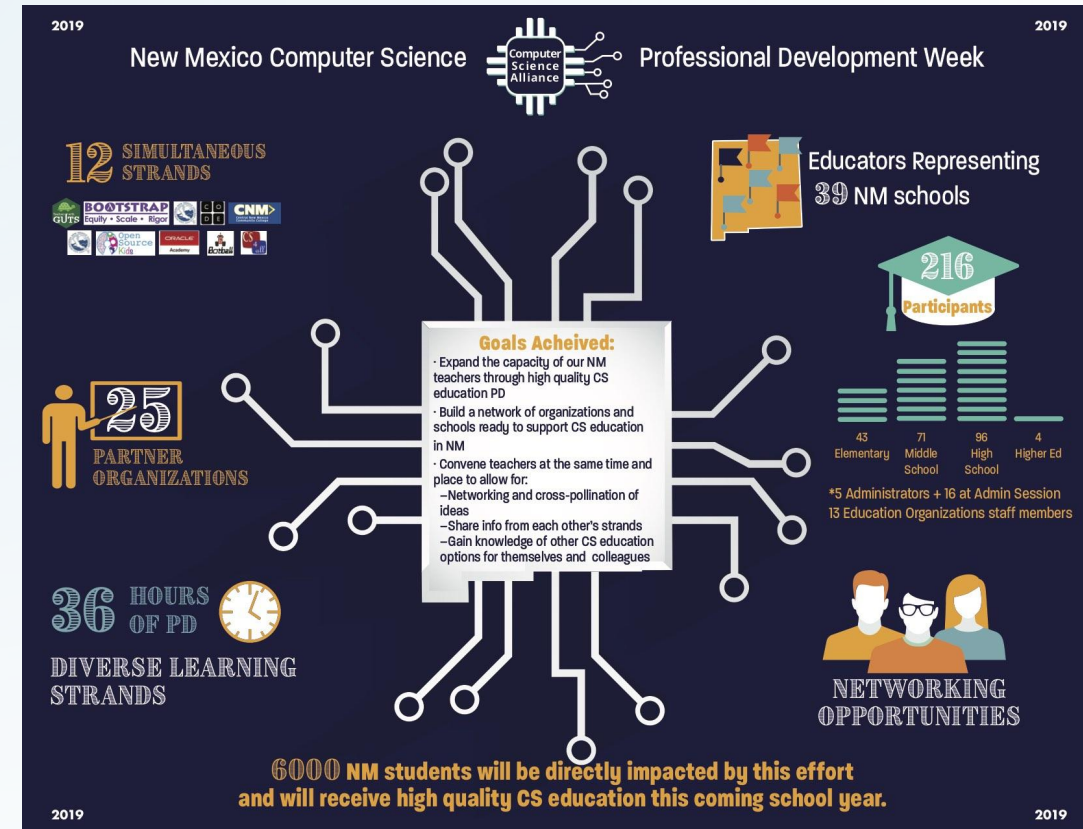 2019
2019
New Mexico Computer Science
Computer
Science
Alliance
Professional Development Week
12 SIMULTANEOUS
STRANDS
GUTS
BOOTSTRAP
Equity • Scale • Rigor
CODE
CNM
Open
Source
Kids
ORACLE
Academy
Botball
CS
4
all
Educators Representing
39 NM schools
216
Participants
43
Elementary
71
Middle
School
96
High
School
4
Higher Ed
*5 Administrators + 16 at Admin Session
13 Education Organizations staff members
25
PARTNER
ORGANIZATIONS
Goals Acheived:
· Expand the capacity of our NM
teachers through high quality CS
education PD
· Build a network of organizations and
schools ready to support CS education
in NM
· Convene teachers at the same time and
place to allow for:
–Networking and cross-pollination of
ideas
–Share info from each other's strands
–Gain knowledge of other CS education
options for themselves and colleagues
36 HOURS
OF PD
DIVERSE LEARNING
STRANDS
NETWORKING
OPPORTUNITIES
6000 NM students will be directly impacted by this effort
and will receive high quality CS education this coming school year.
2019
2019